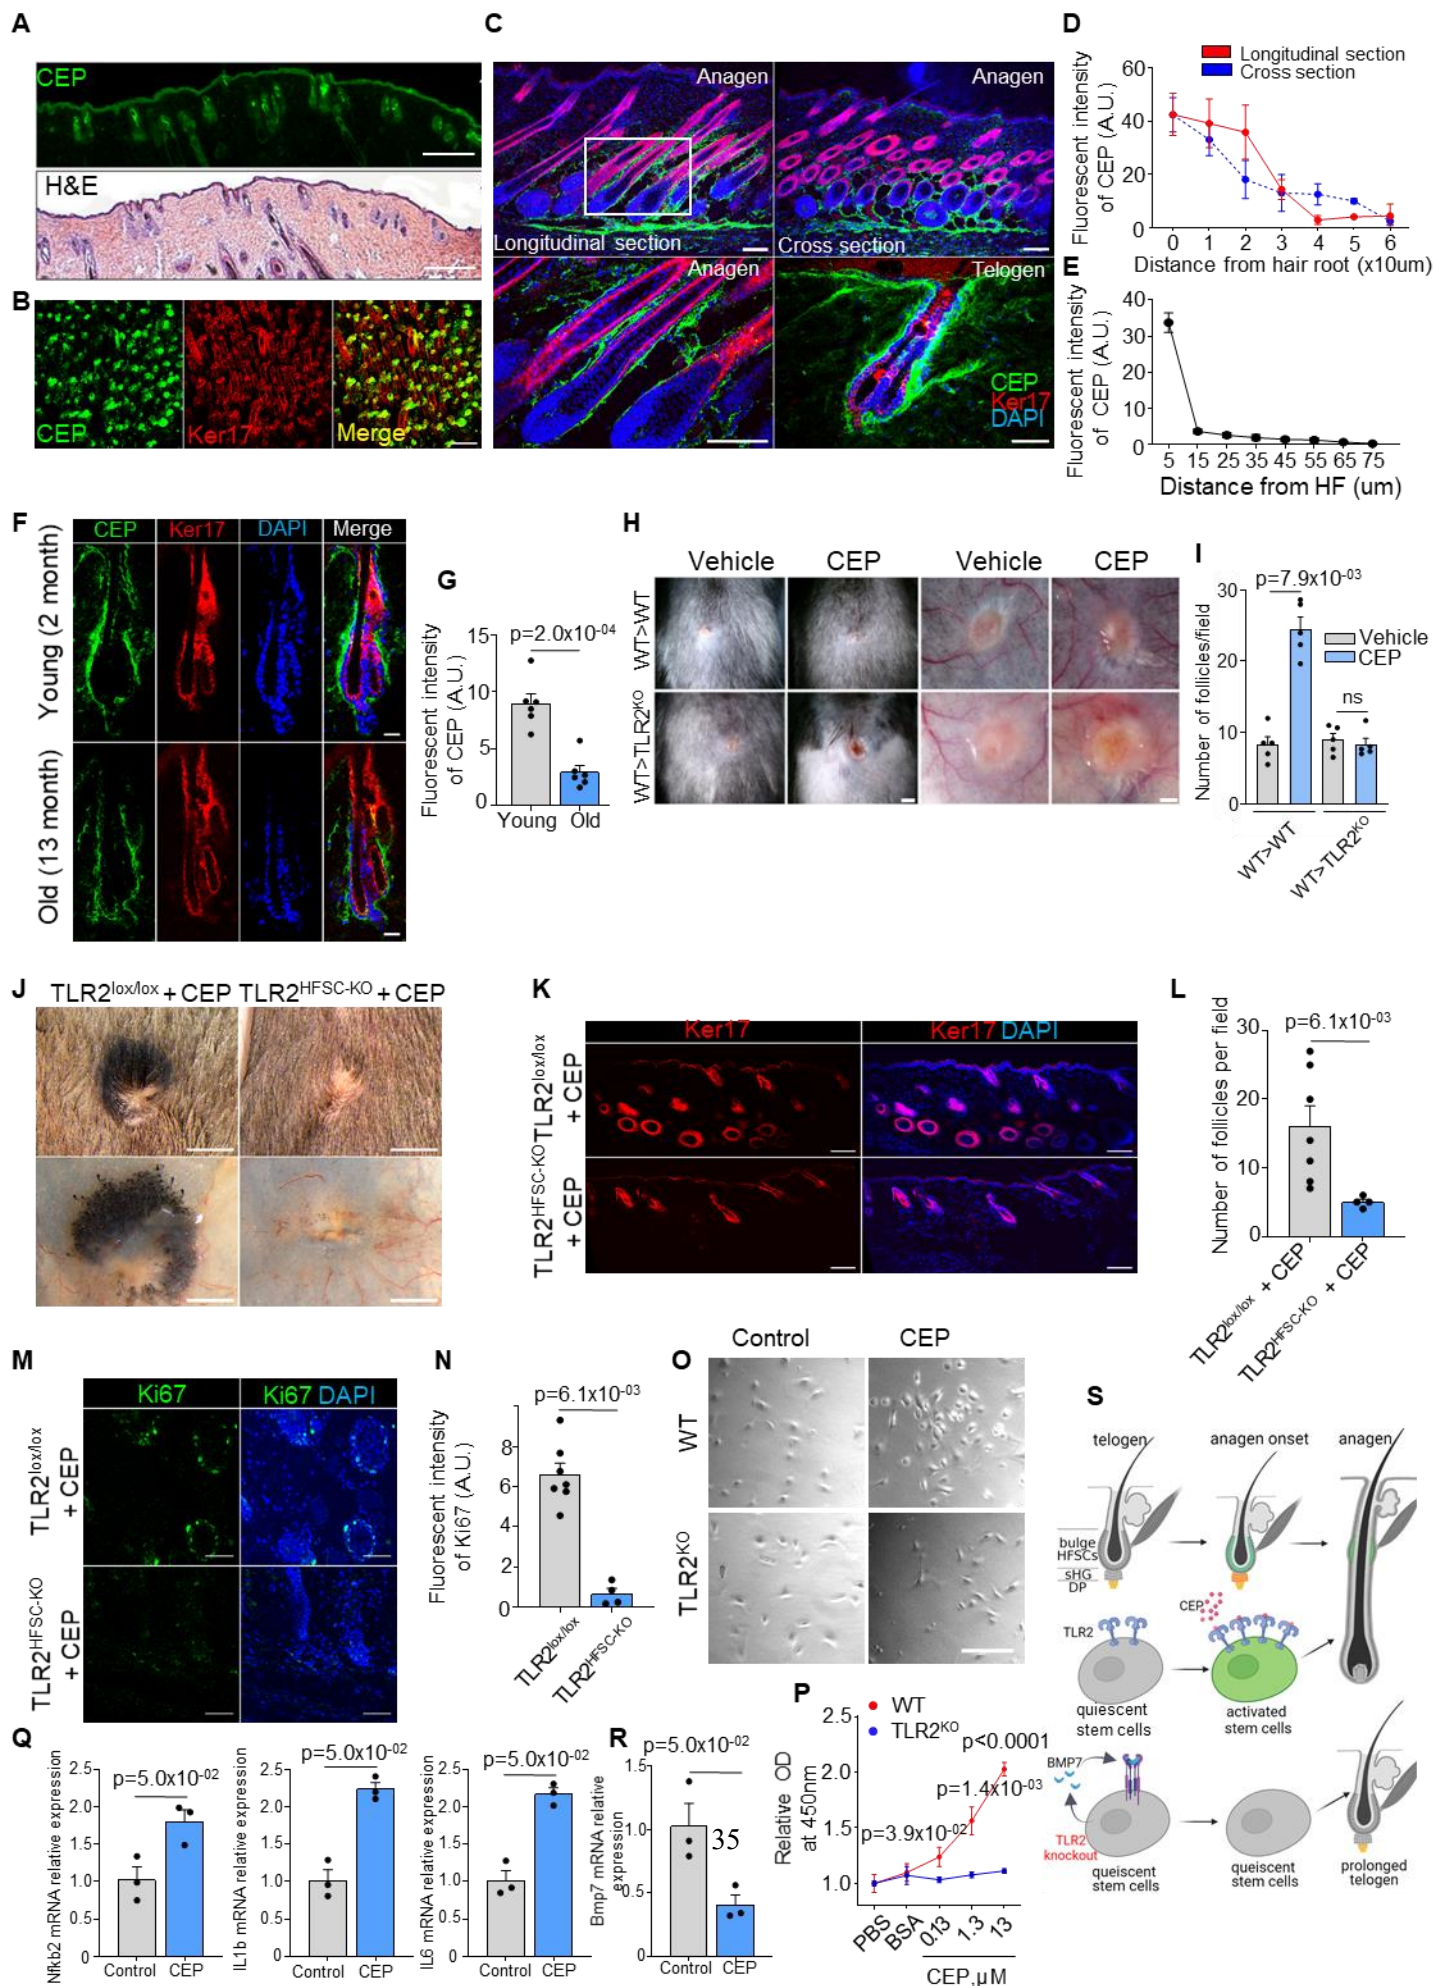 A
CEP
H&E
B
CEP
Ker17
Merge
C
Anagen
Anagen
Longitudinal section
Cross section
Anagen
Telogen
CEP
Ker17
DAPI
D
Longitudinal section
Cross section
Fluorescent intensity
of CEP (A.U.)
60
40
20
0
0 1 2 3 4 5 6
Distance from hair root (x10um)
E
Fluorescent intensity
of CEP (A.U.)
40
30
20
10
0
5 15 25 35 45 55 65 75
Distance from HF (um)
F
CEP Ker17 DAPI Merge
Young (2 month)
Old (13 month)
G
Fluorescent intensity
of CEP (A.U.)
p=2.0x10-04
15
10
5
0
Young Old
H
Vehicle CEP Vehicle CEP
WT>WT
WT>TLR2KO
I
p=7.9x10-03
Number of follicles/field
30
20
10
0
Vehicle
CEP
ns
WT>WT
WT>TLR2KO
J
TLR2lox/lox + CEP TLR2HFSC-KO + CEP
K
Ker17 Ker17 DAPI
TLR2lox/lox
+ CEP
TLR2HFSC-KO
+ CEP
L
Number of follicles per field
p=6.1x10-03
30
20
10
0
TLR2lox/lox + CEP
TLR2HFSC-KO + CEP
M
Ki67 Ki67 DAPI
TLR2lox/lox
+ CEP
TLR2HFSC-KO
+ CEP
N
Fluorescent intensity
of Ki67 (A.U.)
p=6.1x10-03
8
6
4
2
0
TLR2lox/lox
TLR2HFSC-KO
O
Control CEP
WT
TLR2KO
P
WT
TLR2KO
Relative OD
at 450nm
2.5
2.0
1.5
1.0
p<0.0001
p=1.4x10-03
p=3.9x10-02
PBS
BSA
0.13
1.3
13
CEP,µM
Q
Nfkb2 mRNA relative expression
p=5.0x10-02
2.5
2.0
1.5
1.0
0.5
0
Control CEP
IL1b mRNA relative expression
p=5.0x10-02
2.5
2.0
1.5
1.0
0.5
0
Control CEP
IL6 mRNA relative expression
p=5.0x10-02
2.5
2.0
1.5
1.0
0.5
0
Control CEP
R
Bmp7 mRNA relative
expression
p=5.0x10-02
1.5
1.0
0.5
0
Control CEP
35
S
telogen anagen onset anagen
bulge
HFSCs
sHG
DP
CEP
TLR2
quiescent
stem cells
activated
stem cells
BMP7
TLR2
knockout
queiscent
stem cells
queiscent
stem cells
prolonged
telogen